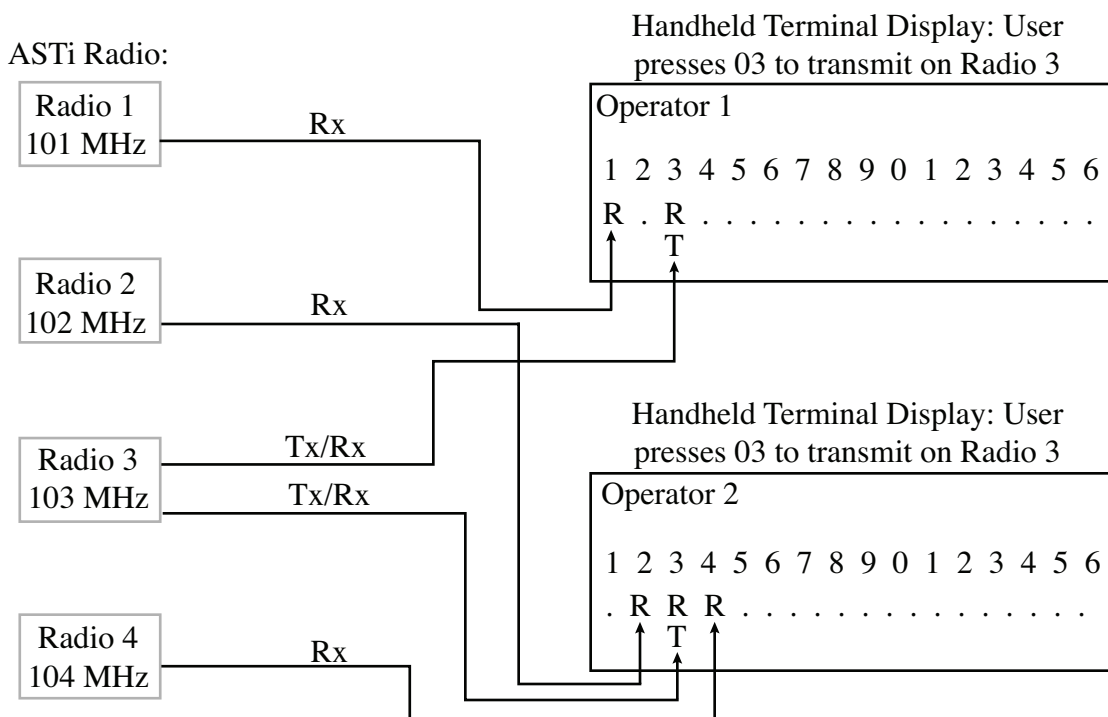 ASTi Radio:
Radio 1
101 MHz
Rx
Radio 2
102 MHz
Rx
Radio 3
103 MHz
Tx/Rx
Tx/Rx
Radio 4
104 MHz
Rx
Handheld Terminal Display: User
presses 03 to transmit on Radio 3
Operator 1
1 2 3 4 5 6 7 8 9 0 1 2 3 4 5 6
R . R . . . . . . . . . . . . . .
T
Handheld Terminal Display: User
presses 03 to transmit on Radio 3
Operator 2
1 2 3 4 5 6 7 8 9 0 1 2 3 4 5 6
. R R R . . . . . . . . . . . . . . .
T